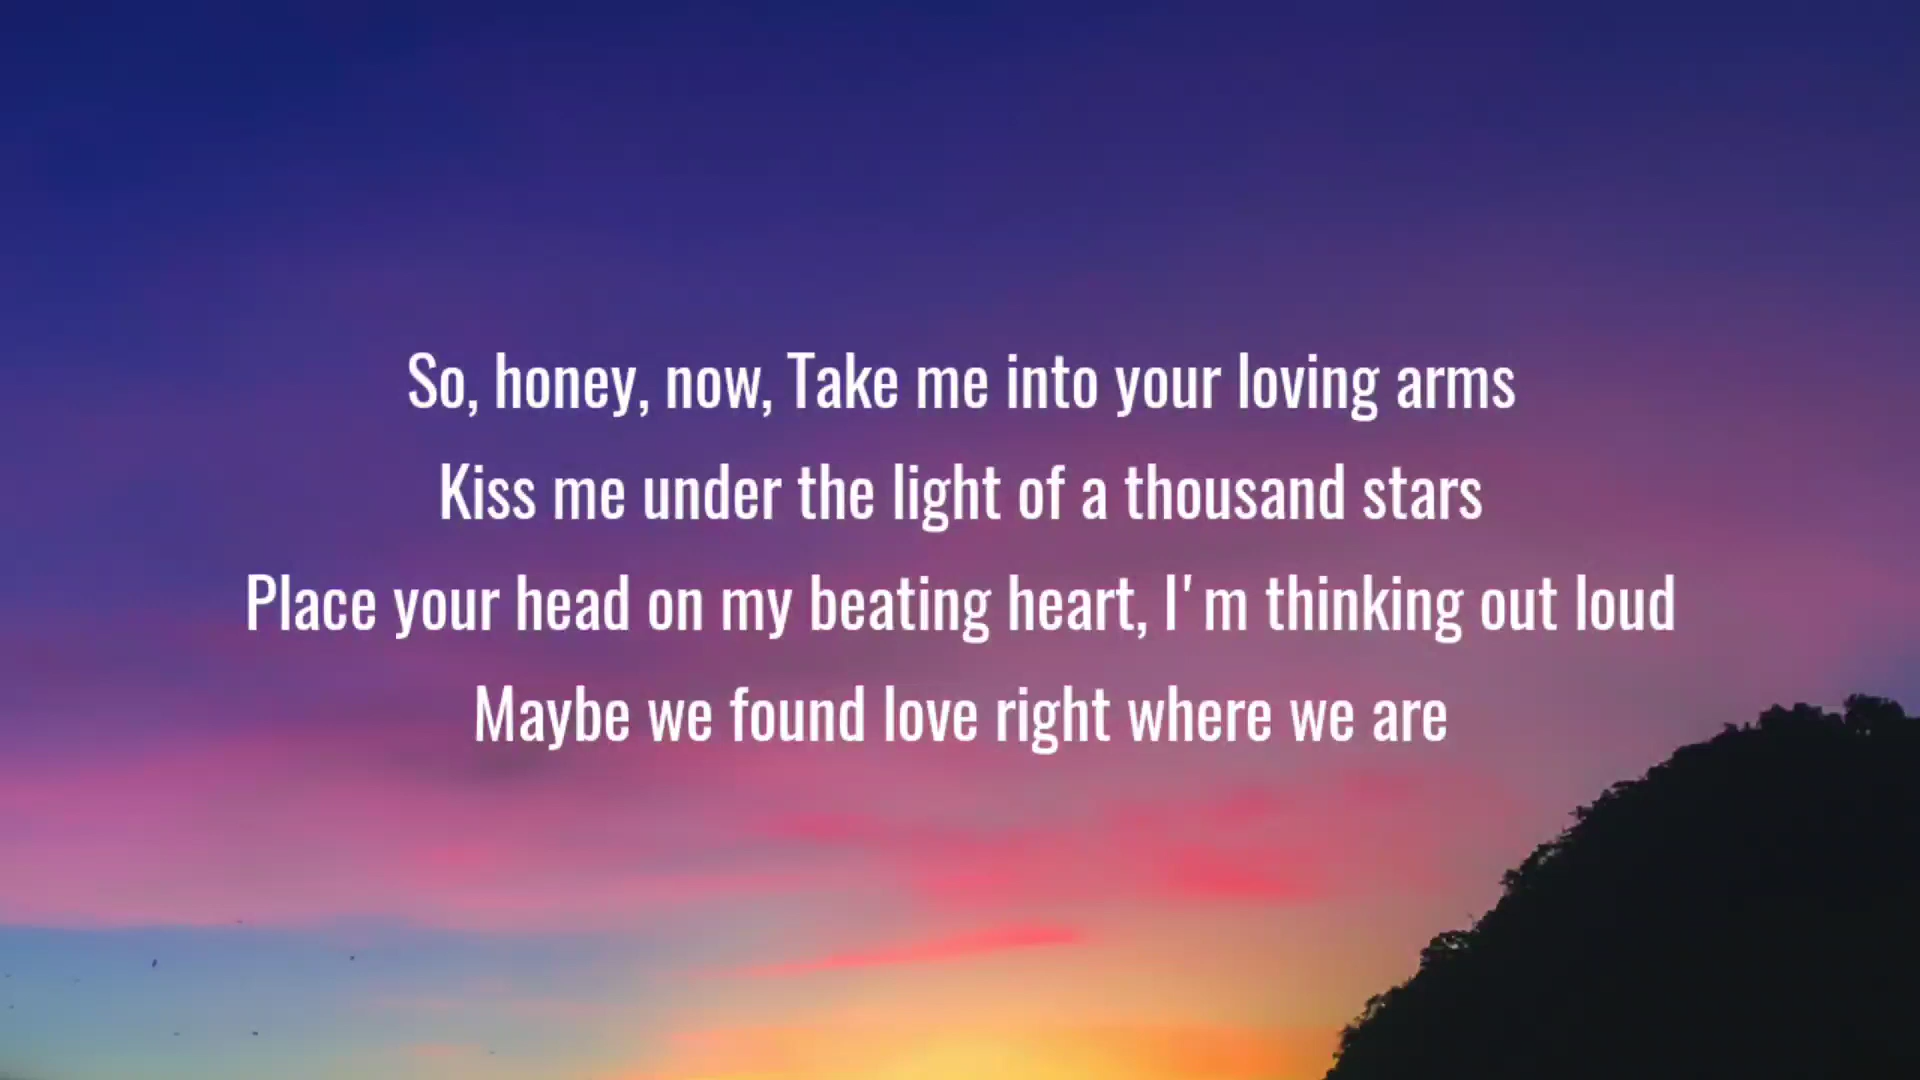 So, honey, now, Take me into your loving arms
Kiss me under the light of a thousand stars
Place your head on my beating heart, I'm thinking out loud
Maybe we found love right where we are